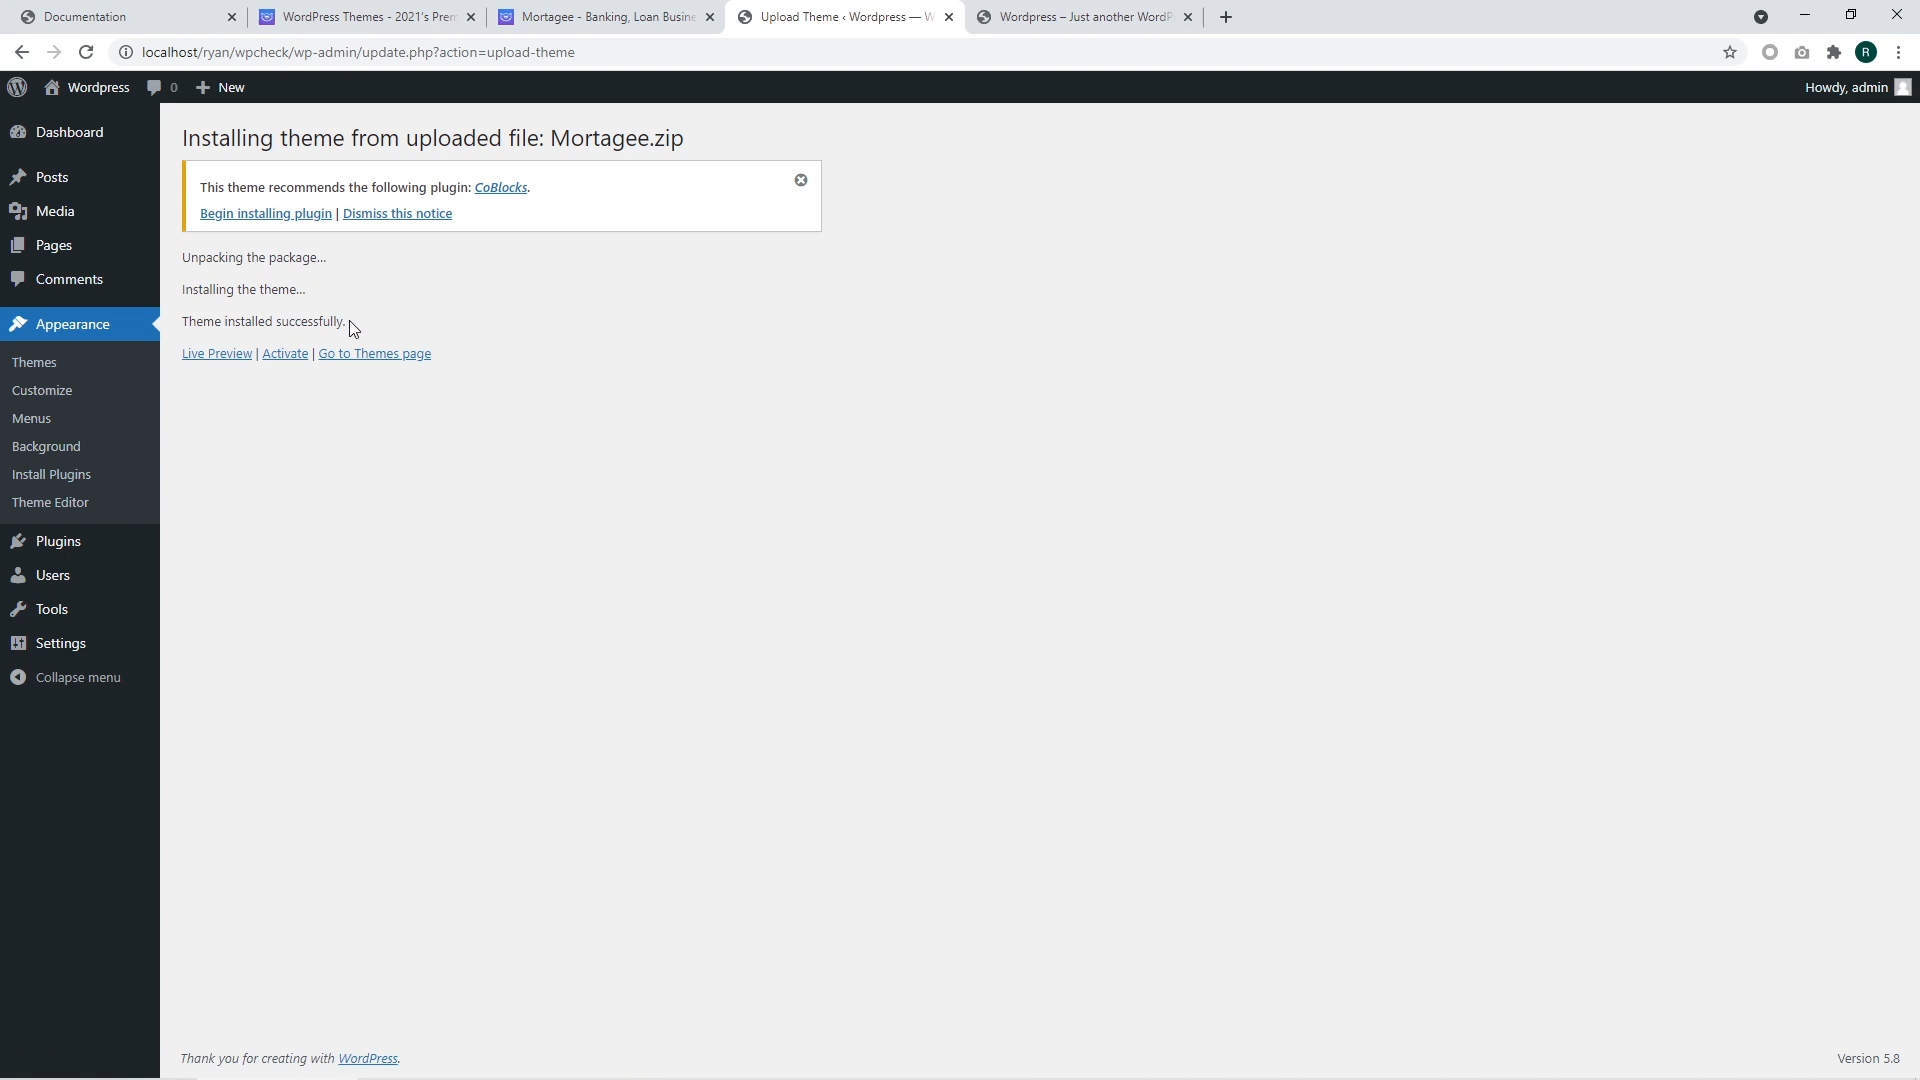 Documentation
WordPress Themes - 2021's Prem
Mortagee - Banking, Loan Busine
Upload Theme ‹ Wordpress — W
Wordpress – Just another WordP
localhost/ryan/wpcheck/wp-admin/update.php?action=upload-theme
R
Wordpress
0
New
Howdy, admin
Dashboard
Posts
Media
Pages
Comments
Appearance
Themes
Customize
Menus
Background
Install Plugins
Theme Editor
Plugins
Users
Tools
Settings
Collapse menu
Installing theme from uploaded file: Mortagee.zip
This theme recommends the following plugin: CoBlocks.
Begin installing plugin | Dismiss this notice
Unpacking the package...
Installing the theme...
Theme installed successfully.
Live Preview | Activate | Go to Themes page
Thank you for creating with WordPress.
Version 5.8